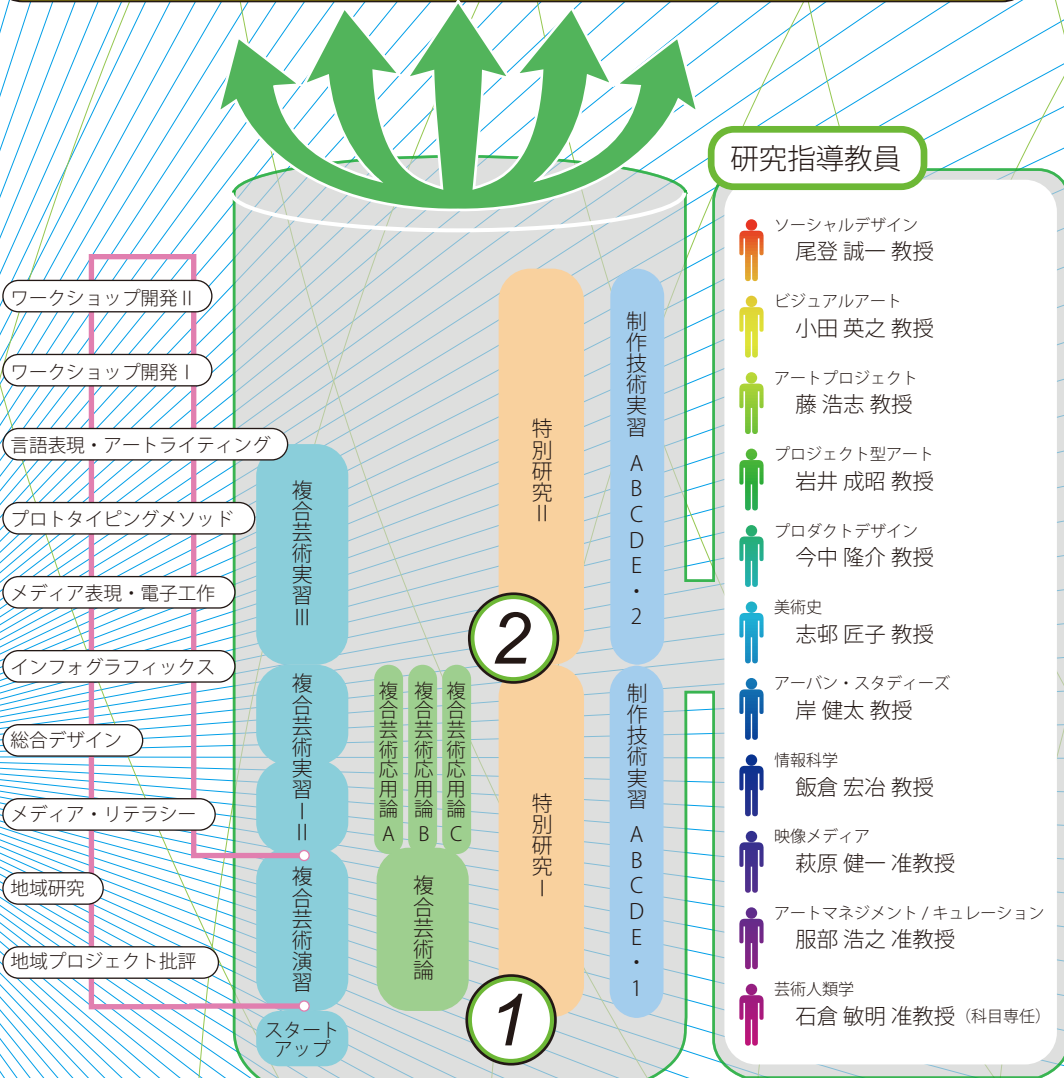 研究指導教員
ソーシャルデザイン
尾登 誠一 教授
ビジュアルアート
小田 英之 教授
アートプロジェクト
藤 浩志 教授
プロジェクト型アート
岩井 成昭 教授
プロダクトデザイン
今中 隆介 教授
美術史
志邨 匠子 教授
アーバン・スタディーズ
岸 健太 教授
情報科学
飯倉 宏治 教授
映像メディア
萩原 健一 准教授
アートマネジメント / キュレーション
服部 浩之 准教授
芸術人類学
石倉 敏明 准教授（科目専任）
ワークショップ開発 II
ワークショップ開発 I
言語表現・アートライティング
プロトタイピングメソッド
メディア表現・電子工作
インフォグラフィックス
総合デザイン
メディア・リテラシー
地域研究
地域プロジェクト批評
複合芸術実習III
複合芸術実習I-II
複合芸術演習
スタート
アップ
複合芸術応用論 A
複合芸術応用論 B
複合芸術応用論 C
複合芸術論
特別研究II
2
特別研究I
1
制作技術実習 ABCDE・2
制作技術実習 ABCDE・1